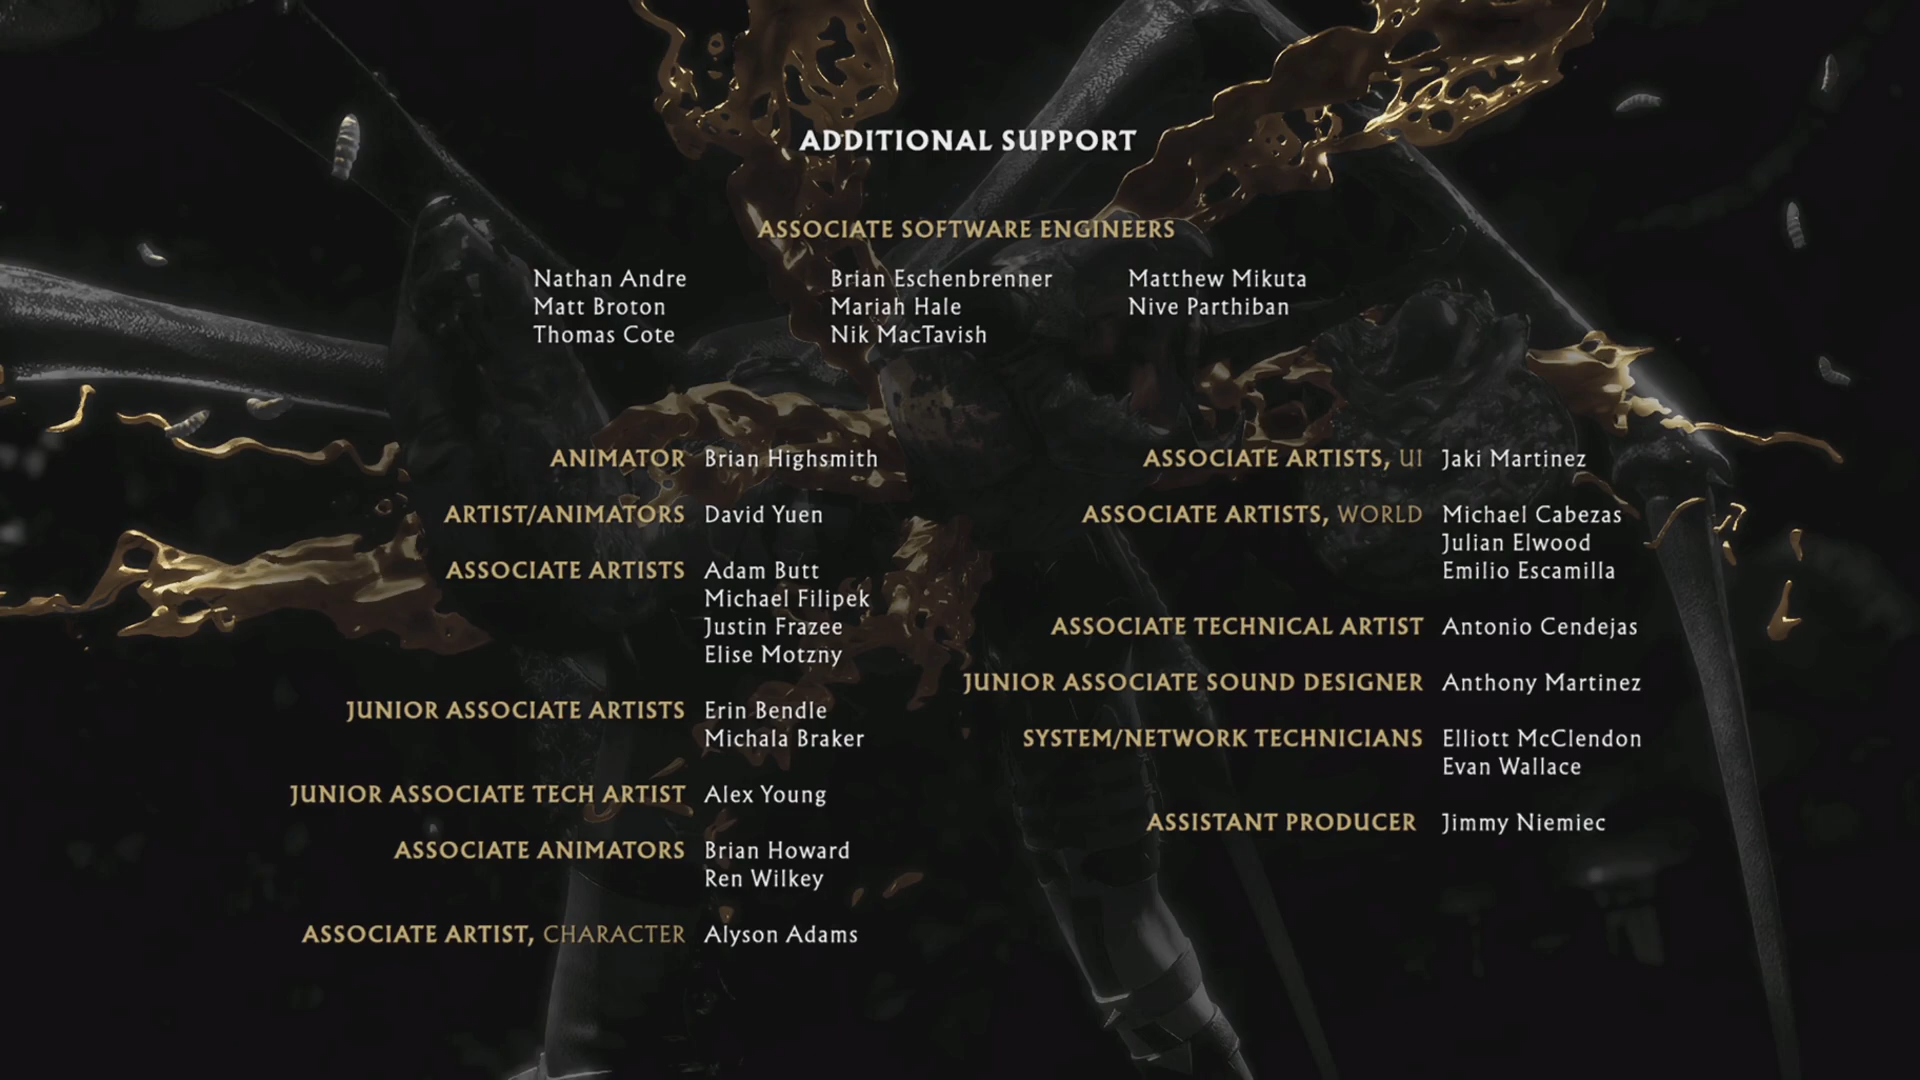 ADDITIONAL SUPPORT
ASSOCIATE SOFTWARE ENGINEERS
Nathan Andre
Matt Broton
Thomas Cote
Brian Eschenbrenner
Mariah Hale
Nik MacTavish
Matthew Mikuta
Nive Parthiban
ANIMATOR Brian Highsmith
ARTIST/ANIMATORS David Yuen
ASSOCIATE ARTISTS Adam Butt
Michael Filipek
Justin Frazee
Elise Motzny
JUNIOR ASSOCIATE ARTISTS Erin Bendle
Michala Braker
JUNIOR ASSOCIATE TECH ARTIST Alex Young
ASSOCIATE ANIMATORS Brian Howard
Ren Wilkey
ASSOCIATE ARTIST, CHARACTER Alyson Adams
ASSOCIATE ARTISTS, UI Jaki Martinez
ASSOCIATE ARTISTS, WORLD Michael Cabezas
Julian Elwood
Emilio Escamilla
ASSOCIATE TECHNICAL ARTIST Antonio Cendejas
JUNIOR ASSOCIATE SOUND DESIGNER Anthony Martinez
SYSTEM/NETWORK TECHNICIANS Elliott McClendon
Evan Wallace
ASSISTANT PRODUCER Jimmy Niemiec